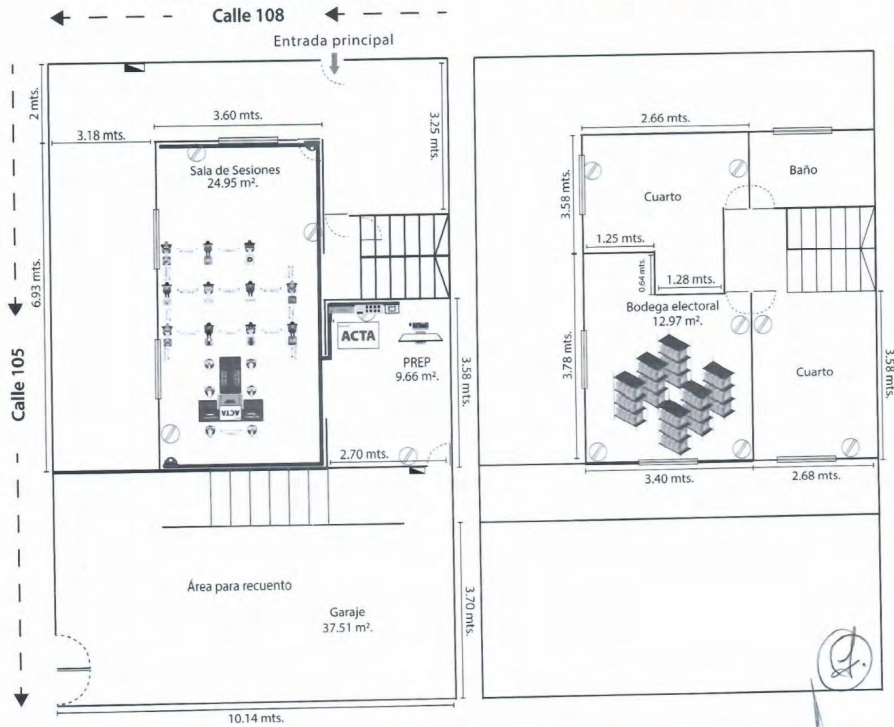 Calle 108
Entrada principal
2 mts.
3.60 mts.
3.18 mts.
3.25 mts.
Sala de Sesiones
24.95 m².
6.93 mts.
Calle 105
ACTA
PREP
9.66 m².
ACTA
3.58 mts.
2.70 mts.
Área para recuento
Garaje
37.51 m².
3.70 mts.
10.14 mts.
2.66 mts.
3.58 mts.
Cuarto
Baño
1.25 mts.
0.64 mts.
1.28 mts.
Bodega electoral
12.97 m².
3.78 mts.
Cuarto
3.58 mts.
3.40 mts.
2.68 mts.